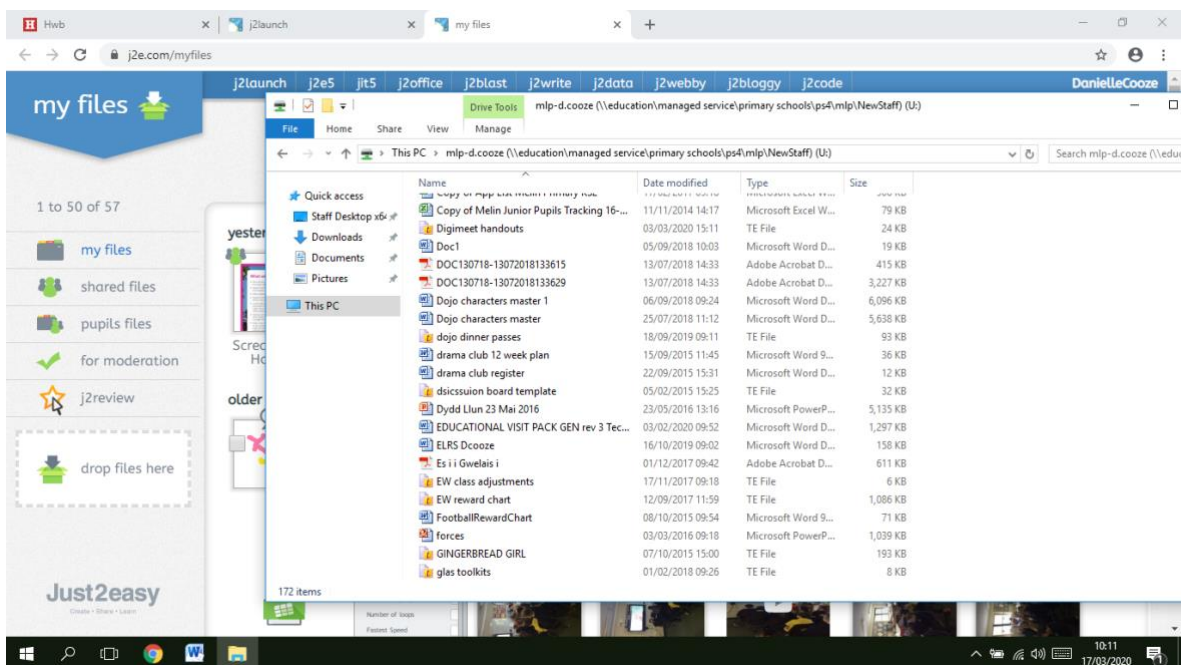 Hwb
j2launch
my files
j2e.com/myfiles
j2launch j2e5 jit5 j2office j2blast j2write j2data j2webby j2bloggy j2code DanielleCooze
my files
Drive Tools mlp-d.cooze (\\education\managed service\primary schools\ps4\mlp\NewStaff) (U:)
File Home Share View Manage
This PC > mlp-d.cooze (\\education\managed service\primary schools\ps4\mlp\NewStaff) (U:)
Search mlp-d.cooze (\\educ
1 to 50 of 57
my files
shared files
pupils files
for moderation
j2review
drop files here
Just2easy
Create • Share • Learn
yester
Scree
Ho
older
Quick access
Staff Desktop x64
Downloads
Documents
Pictures
This PC
Name Date modified Type Size
Copy of Melin Junior Pupils Tracking 16-... 11/11/2014 14:17 Microsoft Excel W... 79 KB
Digimeet handouts 03/03/2020 15:11 TE File 24 KB
Doc1 05/09/2018 10:03 Microsoft Word D... 19 KB
DOC130718-13072018133615 13/07/2018 14:33 Adobe Acrobat D... 415 KB
DOC130718-13072018133629 13/07/2018 14:33 Adobe Acrobat D... 3,227 KB
Dojo characters master 1 06/09/2018 09:24 Microsoft Word D... 6,096 KB
Dojo characters master 25/07/2018 11:12 Microsoft Word D... 5,638 KB
dojo dinner passes 18/09/2019 09:11 TE File 93 KB
drama club 12 week plan 15/09/2015 11:45 Microsoft Word 9... 36 KB
drama club register 22/09/2015 15:31 Microsoft Word D... 12 KB
dsicssuion board template 05/02/2015 15:25 TE File 32 KB
Dydd Llun 23 Mai 2016 23/05/2016 13:16 Microsoft PowerP... 5,135 KB
EDUCATIONAL VISIT PACK GEN rev 3 Tec... 03/02/2020 09:52 Microsoft Word D... 1,297 KB
ELRS Dcooze 16/10/2019 09:02 Microsoft Word D... 158 KB
Es i i Gwelais i 01/12/2017 09:42 Adobe Acrobat D... 611 KB
EW class adjustments 17/11/2017 09:18 TE File 6 KB
EW reward chart 12/09/2017 11:59 TE File 1,086 KB
FootballRewardChart 08/10/2015 09:54 Microsoft Word 9... 71 KB
forces 03/03/2016 09:18 Microsoft PowerP... 1,039 KB
GINGERBREAD GIRL 07/10/2015 15:00 TE File 193 KB
glas toolkits 01/02/2018 09:26 TE File 8 KB
172 items
Number of loops
Fastest Speed
10:11
17/03/2020